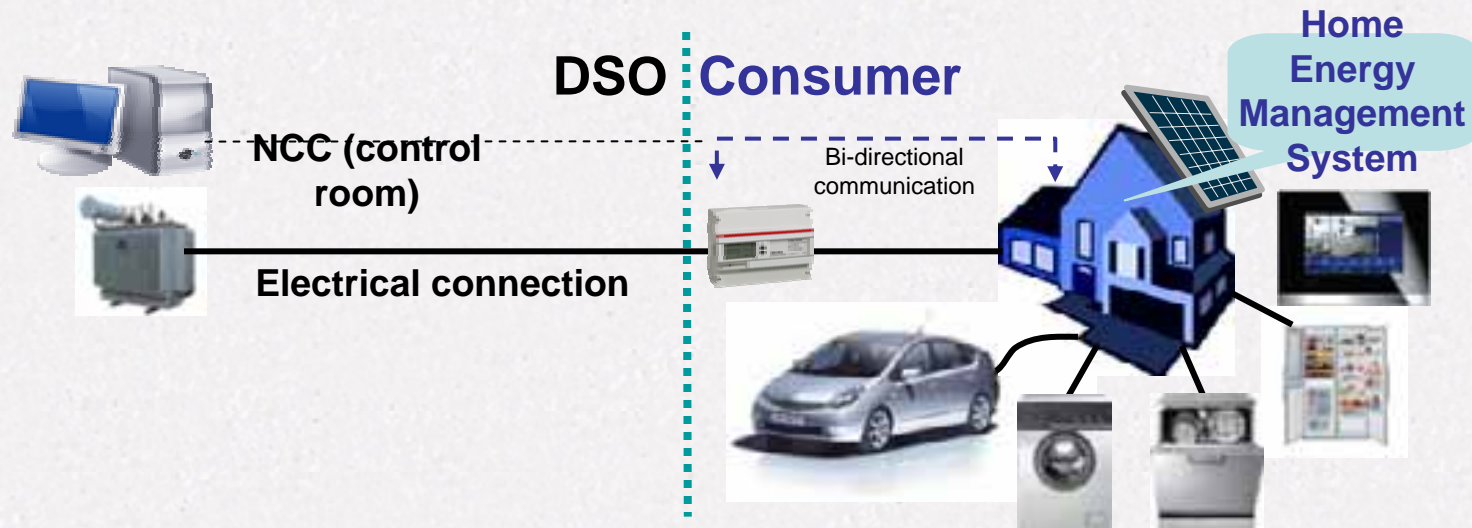 DSO
Consumer
Home
Energy
Management
System
NCC (control
room)
Bi-directional
communication
Electrical connection